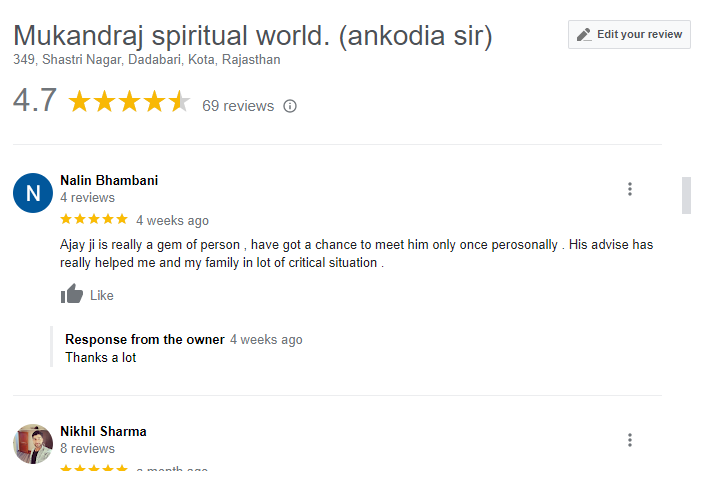 Mukandraj spiritual world. (ankodia sir)
Edit your review
349, Shastri Nagar, Dadabari, Kota, Rajasthan
4.7 69 reviews
N
Nalin Bhambani
4 reviews
4 weeks ago
Ajay ji is really a gem of person , have got a chance to meet him only once perosonally . His advise has
really helped me and my family in lot of critical situation .
Like
Response from the owner 4 weeks ago
Thanks a lot
Nikhil Sharma
8 reviews
a month ago